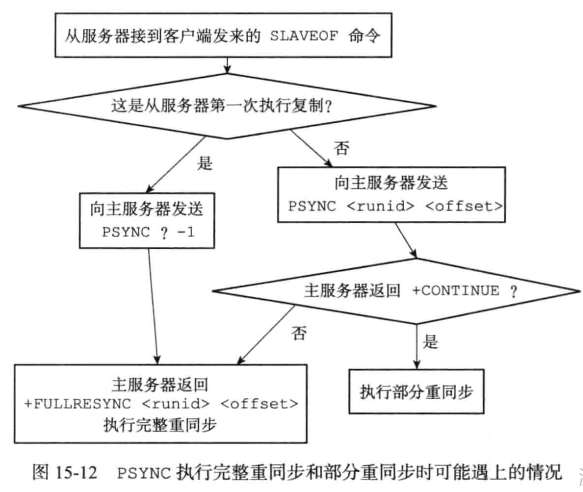 从服务器接到客户端发来的 SLAVEOF 命令
这是从服务器第一次执行复制？
是
否
向主服务器发送
PSYNC ? -1
向主服务器发送
PSYNC <runid> <offset>
主服务器返回 +CONTINUE ？
否
是
主服务器返回
+FULLRESYNC <runid> <offset>
执行完整重同步
执行部分重同步
图 15-12 PSYNC 执行完整重同步和部分重同步时可能遇上的情况